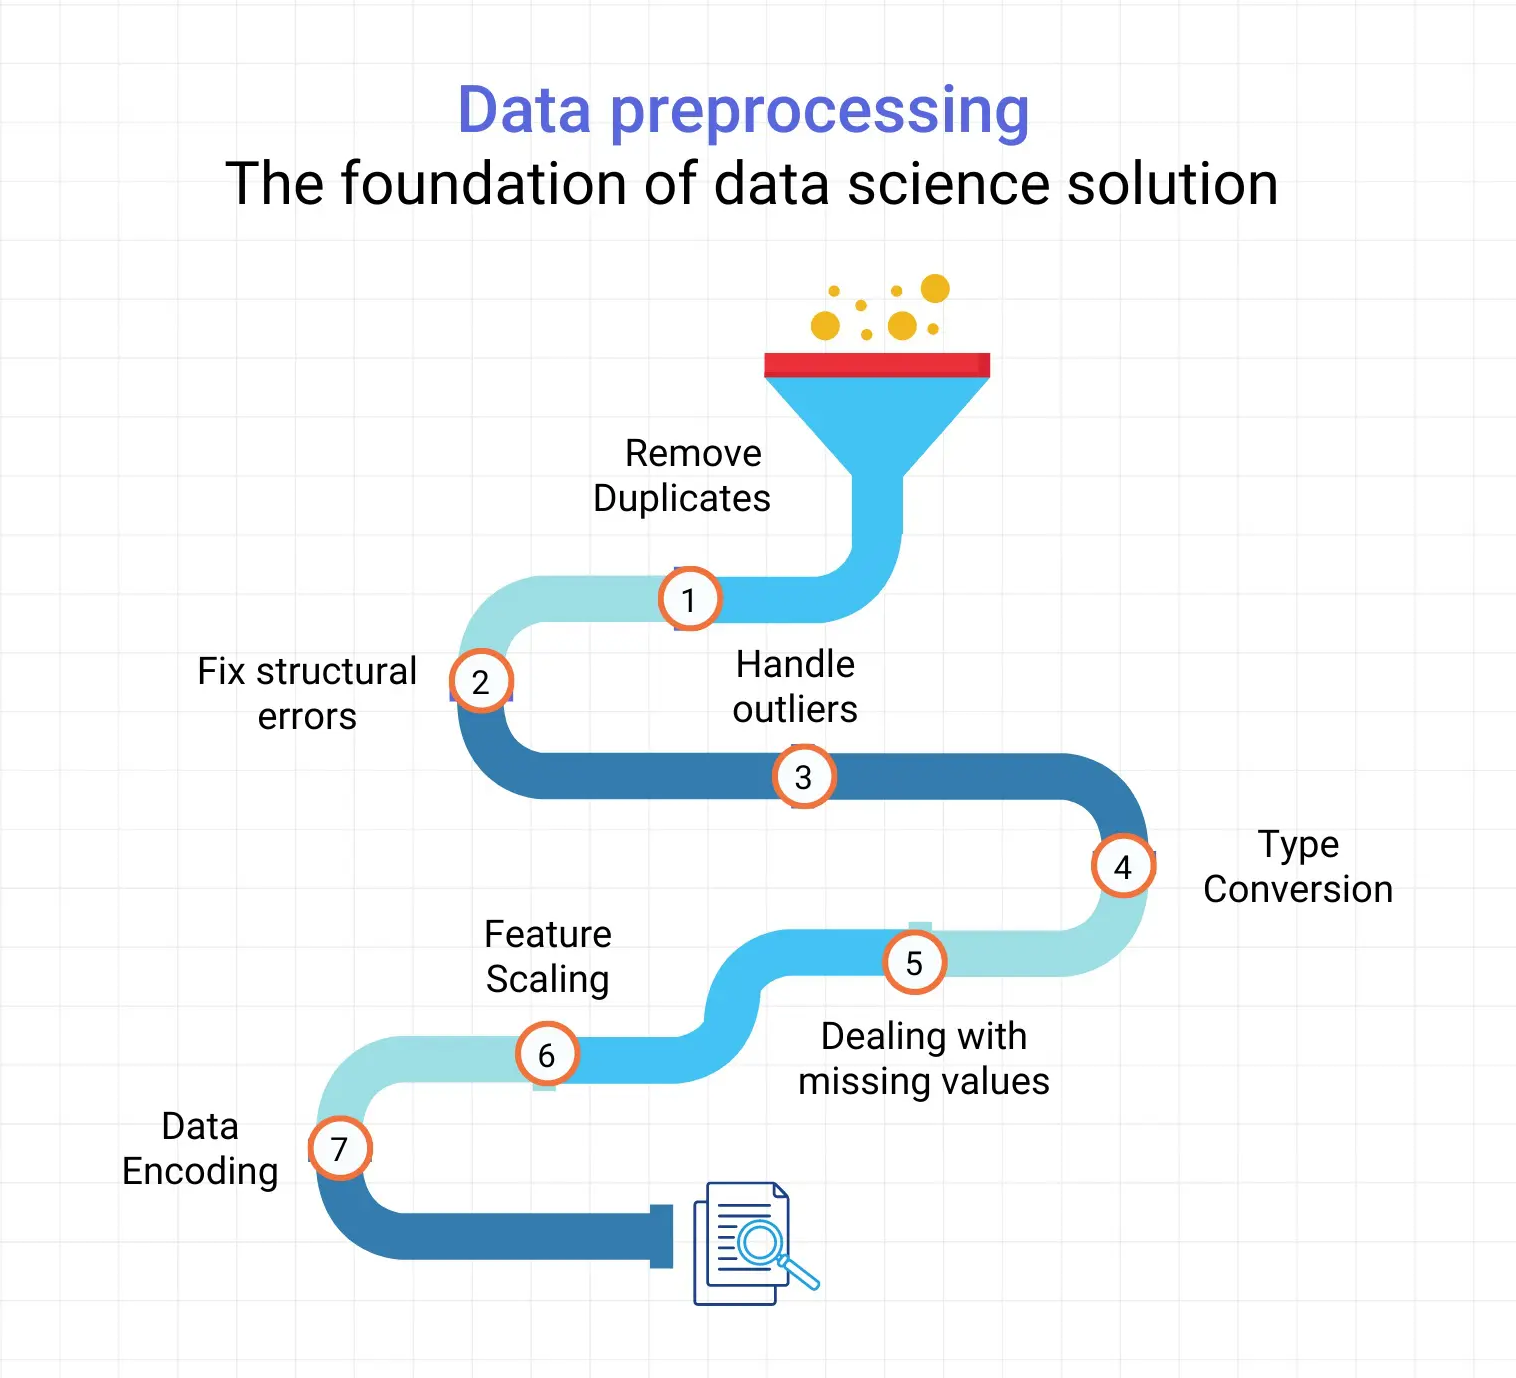 Data preprocessing
The foundation of data science solution
Remove
Duplicates
1
Fix structural
errors
2
Handle
outliers
3
Type
Conversion
4
5
Dealing with
missing values
Feature
Scaling
6
Data
Encoding
7